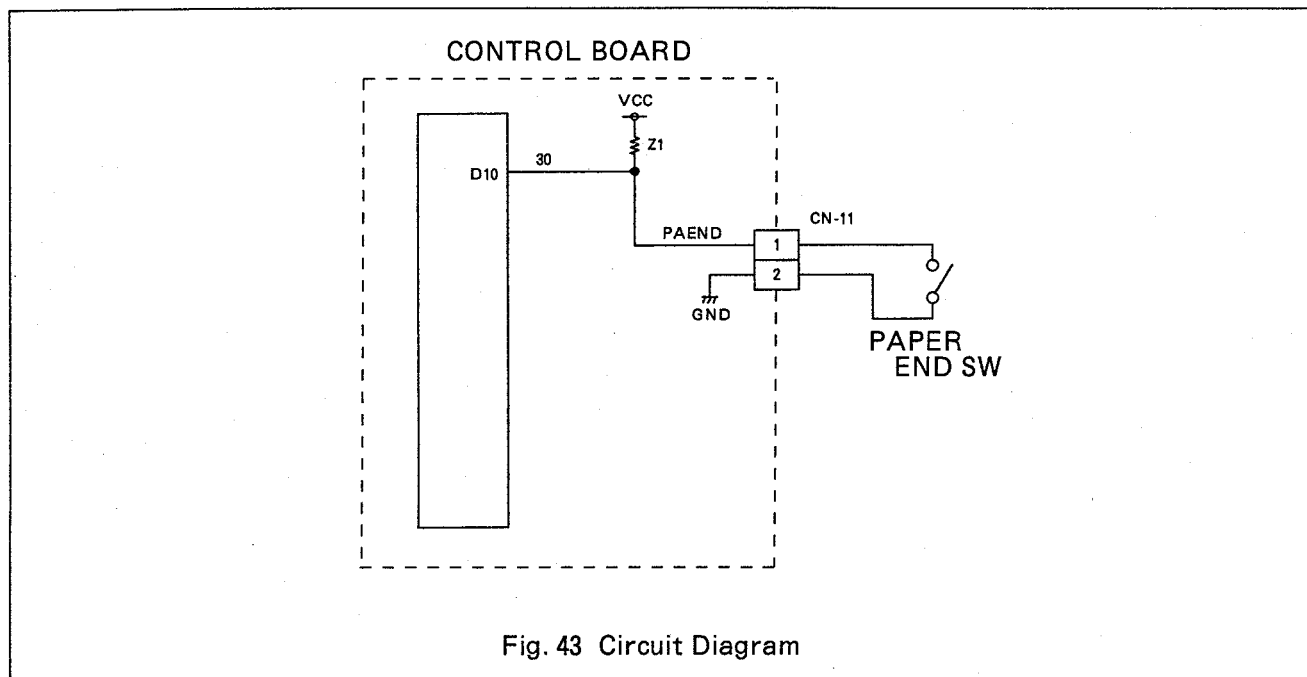 CONTROL BOARD
VCC
Z1
30
D10
CN-11
PAEND
1
2
GND
PAPER
END SW
Fig. 43 Circuit Diagram